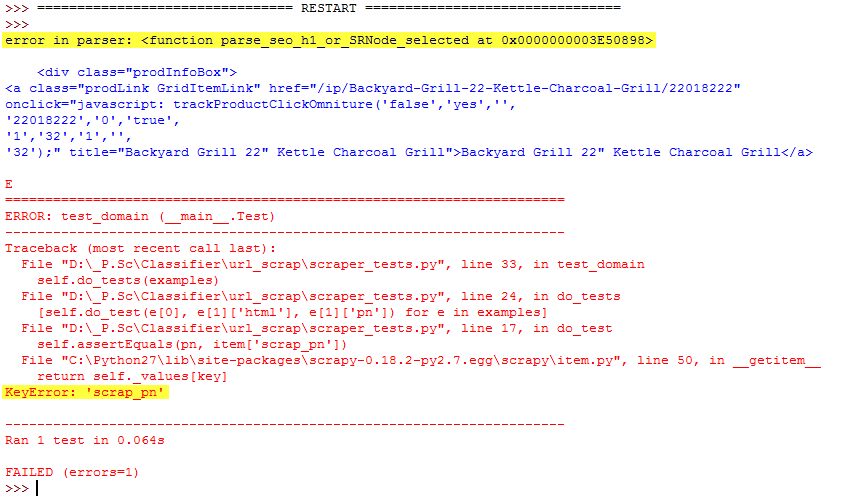 >>> ================================ RESTART ================================
>>>
error in parser: <function parse_seo_h1_or_SRNode_selected at 0x0000000003E50898>
<div class="prodInfoBox">
<a class="prodLink GridItemLink" href="/ip/Backyard-Grill-22-Kettle-Charcoal-Grill/22018222"
onclick="javascript: trackProductClickOmniture('false','yes','',
'22018222','0','true',
'1','32','1','',
'32');" title="Backyard Grill 22" Kettle Charcoal Grill">Backyard Grill 22" Kettle Charcoal Grill</a>
E
======================================================================
ERROR: test_domain (__main__.Test)
----------------------------------------------------------------------
Traceback (most recent call last):
File "D:\_P.Sc\Classifier\url_scrap\scraper_tests.py", line 33, in test_domain
self.do_tests(examples)
File "D:\_P.Sc\Classifier\url_scrap\scraper_tests.py", line 24, in do_tests
[self.do_test(e[0], e[1]['html'], e[1]['pn']) for e in examples]
File "D:\_P.Sc\Classifier\url_scrap\scraper_tests.py", line 17, in do_test
self.assertEquals(pn, item['scrap_pn'])
File "C:\Python27\lib\site-packages\scrapy-0.18.2-py2.7.egg\scrapy\item.py", line 50, in __getitem__
return self._values[key]
KeyError: 'scrap_pn'
----------------------------------------------------------------------
Ran 1 test in 0.064s
FAILED (errors=1)
>>>